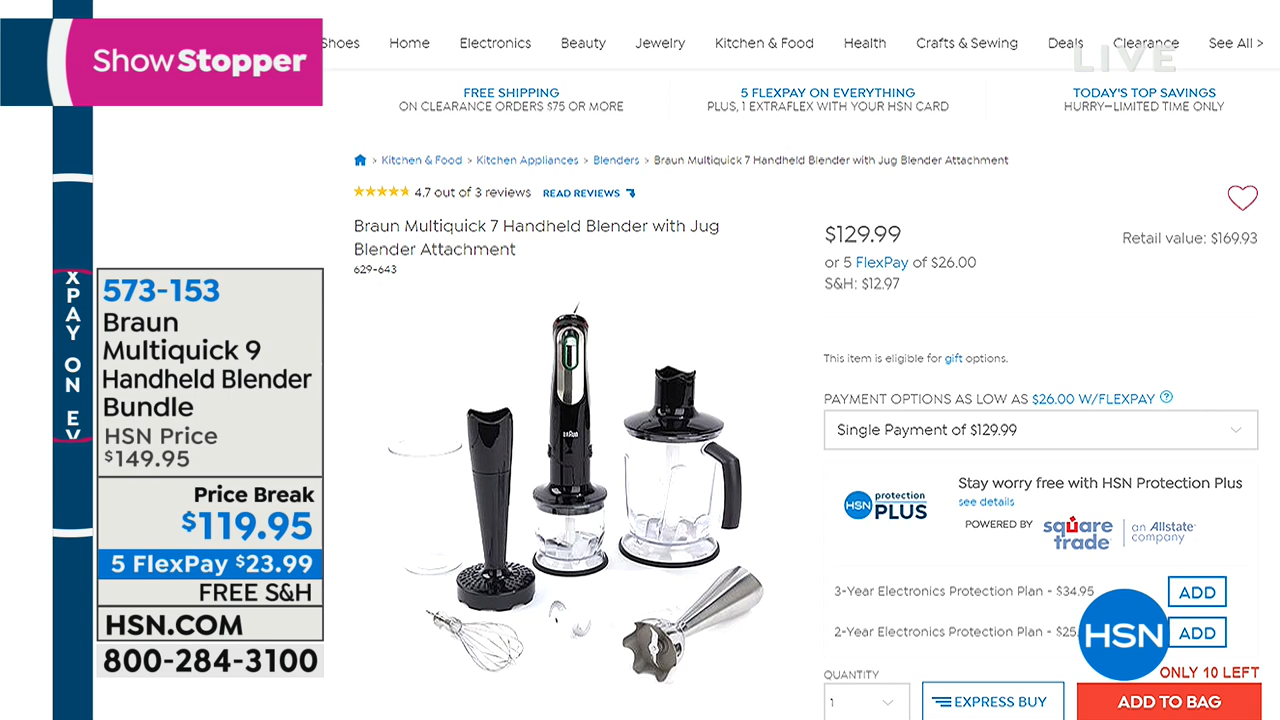 ShowStopper
Shoes Home Electronics Beauty Jewelry Kitchen & Food Health Crafts & Sewing Deals Clearance See All >
LIVE
FREE SHIPPING
ON CLEARANCE ORDERS $75 OR MORE
5 FLEXPAY ON EVERYTHING
PLUS, 1 EXTRAFLEX WITH YOUR HSN CARD
TODAY'S TOP SAVINGS
HURRY—LIMITED TIME ONLY
> Kitchen & Food > Kitchen Appliances > Blenders > Braun Multiquick 7 Handheld Blender with Jug Blender Attachment
4.7 out of 3 reviews READ REVIEWS
Braun Multiquick 7 Handheld Blender with Jug
Blender Attachment
629-643
BRAUN
$129.99
Retail value: $169.93
or 5 FlexPay of $26.00
S&H: $12.97
This item is eligible for gift options.
PAYMENT OPTIONS AS LOW AS $26.00 W/FLEXPAY ?
Single Payment of $129.99
HSN protection
PLUS
Stay worry free with HSN Protection Plus
see details
POWERED BY square
trade
an Allstate
company
3-Year Electronics Protection Plan - $34.95 ADD
2-Year Electronics Protection Plan - $25 ADD
HSN
ONLY 10 LEFT
QUANTITY
1
EXPRESS BUY
ADD TO BAG
XPAY ON EV
573-153
Braun
Multiquick 9
Handheld Blender
Bundle
HSN Price
$149.95
Price Break
$119.95
5 FlexPay $23.99
FREE S&H
HSN.COM
800-284-3100